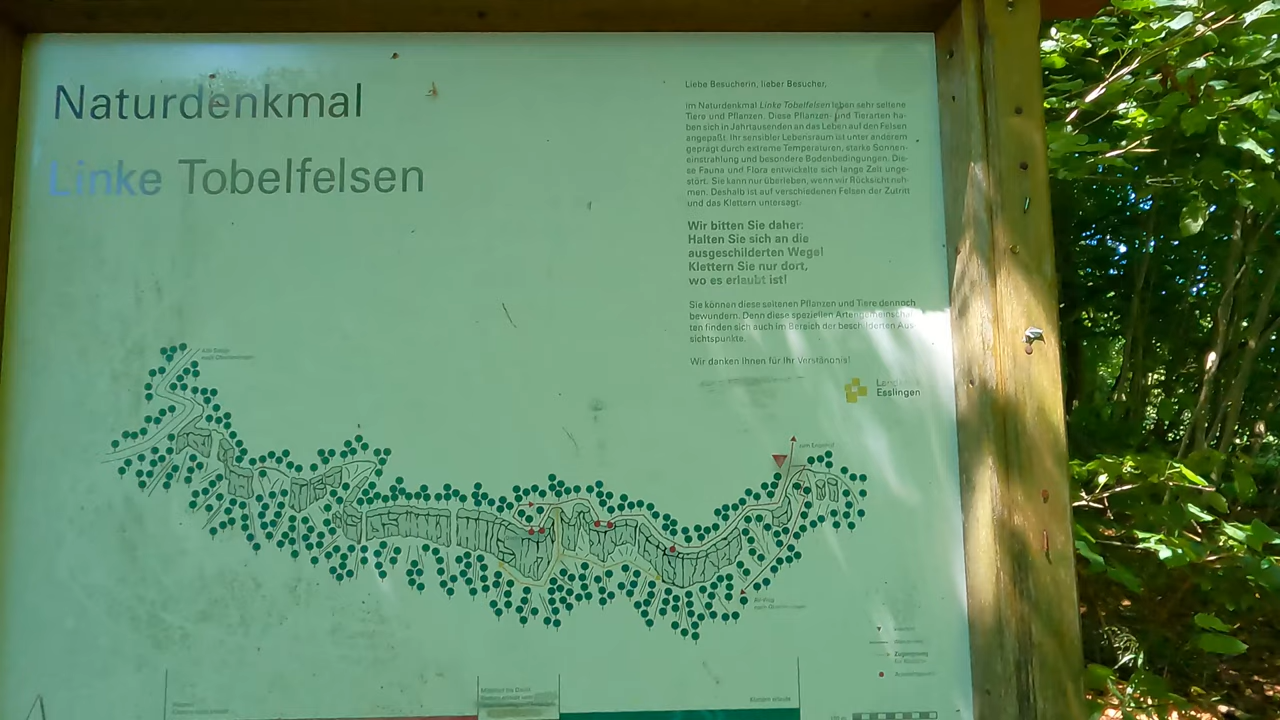 Naturdenkmal
Linke Tobelfelsen
Liebe Besucherin, lieber Besucher,
im Naturdenkmal Linke Tobelfelsen leben sehr seltene
Tiere und Pflanzen. Diese Pflanzen- und Tierarten ha-
ben sich in Jahrtausenden an das Leben auf den Felsen
angepaßt. Ihr sensibler Lebensraum ist unter anderem
geprägt durch extreme Temperaturen, starke Sonnen-
einstrahlung und besondere Bodenbedingungen. Die-
se Fauna und Flora entwickelte sich lange Zeit unge-
stört. Sie kann nur überleben, wenn wir Rücksicht neh-
men. Deshalb ist auf verschiedenen Felsen der Zutritt
und das Klettern untersagt.
Wir bitten Sie daher:
Halten Sie sich an die
ausgeschilderten Wege!
Klettern Sie nur dort,
wo es erlaubt ist!
Sie können diese seltenen Pflanzen und Tiere dennoch
bewundern. Denn diese speziellen Artengemeinschaf-
ten finden sich auch im Bereich der beschilderten Aus-
sichtspunkte.
Wir danken Ihnen für Ihr Verständnis!
Esslingen